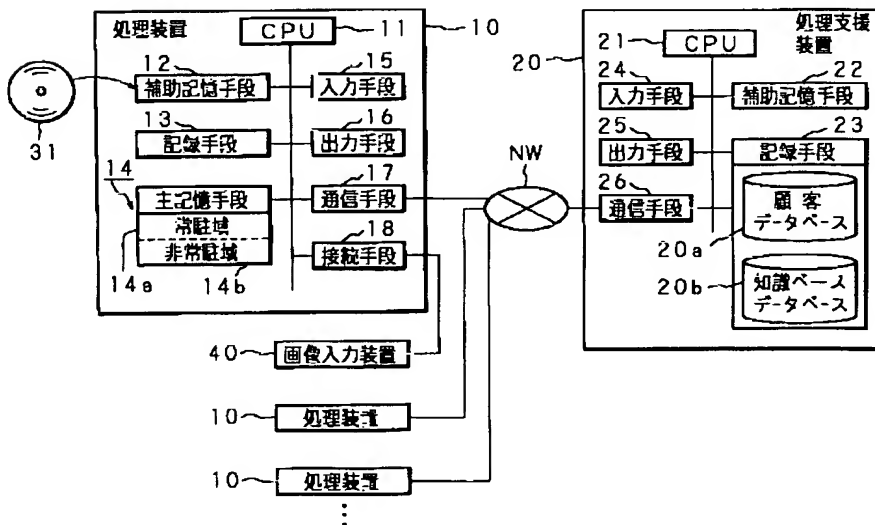 処理装置
CPU
11
10
12
補助記憶手段
15
入力手段
31
13
記録手段
16
出力手段
14
主記憶手段
常駐域
非常駐域
14a
14b
17
通信手段
18
接続手段
40
画像入力装置
10
処理装置
10
処理装置
NW
処理支援
装置
20
21
CPU
24
入力手段
22
補助記憶手段
25
出力手段
23
記録手段
26
通信手段
顧客
データベース
20a
20b
知識ベース
データベース